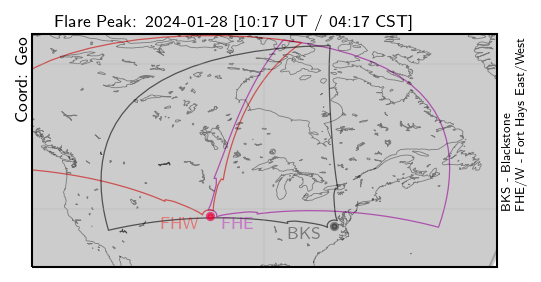 Flare Peak: 2024-01-28 [10:17 UT / 04:17 CST]
Coord: Geo
FHW
FHE
BKS
BKS - Blackstone
FHE/W - Fort Hays East/West